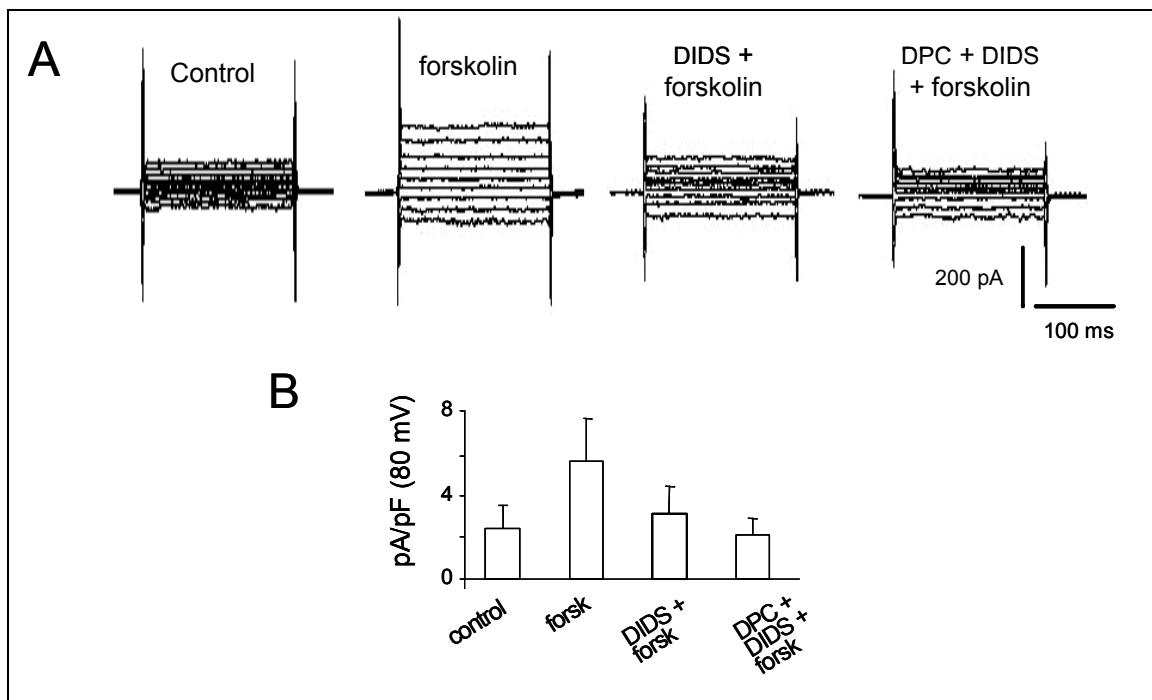 A
Control
forskolin
DIDS +
forskolin
DPC + DIDS
+ forskolin
200 pA
100 ms
B
pA/pF (80 mV)
8
4
0
control
forsk
DIDS +
forsk
DPC +
DIDS +
forsk